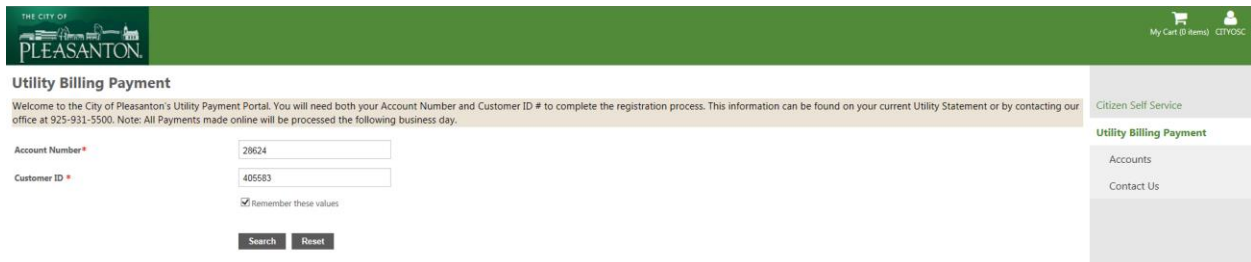 THE CITY OF
PLEASANTON.
My Cart (0 items) CITYOSC
Utility Billing Payment
Welcome to the City of Pleasanton's Utility Payment Portal. You will need both your Account Number and Customer ID # to complete the registration process. This information can be found on your current Utility Statement or by contacting our
office at 925-931-5500. Note: All Payments made online will be processed the following business day.
Account Number* 28624
Customer ID * 405583
Remember these values
Search Reset
Citizen Self Service
Utility Billing Payment
Accounts
Contact Us